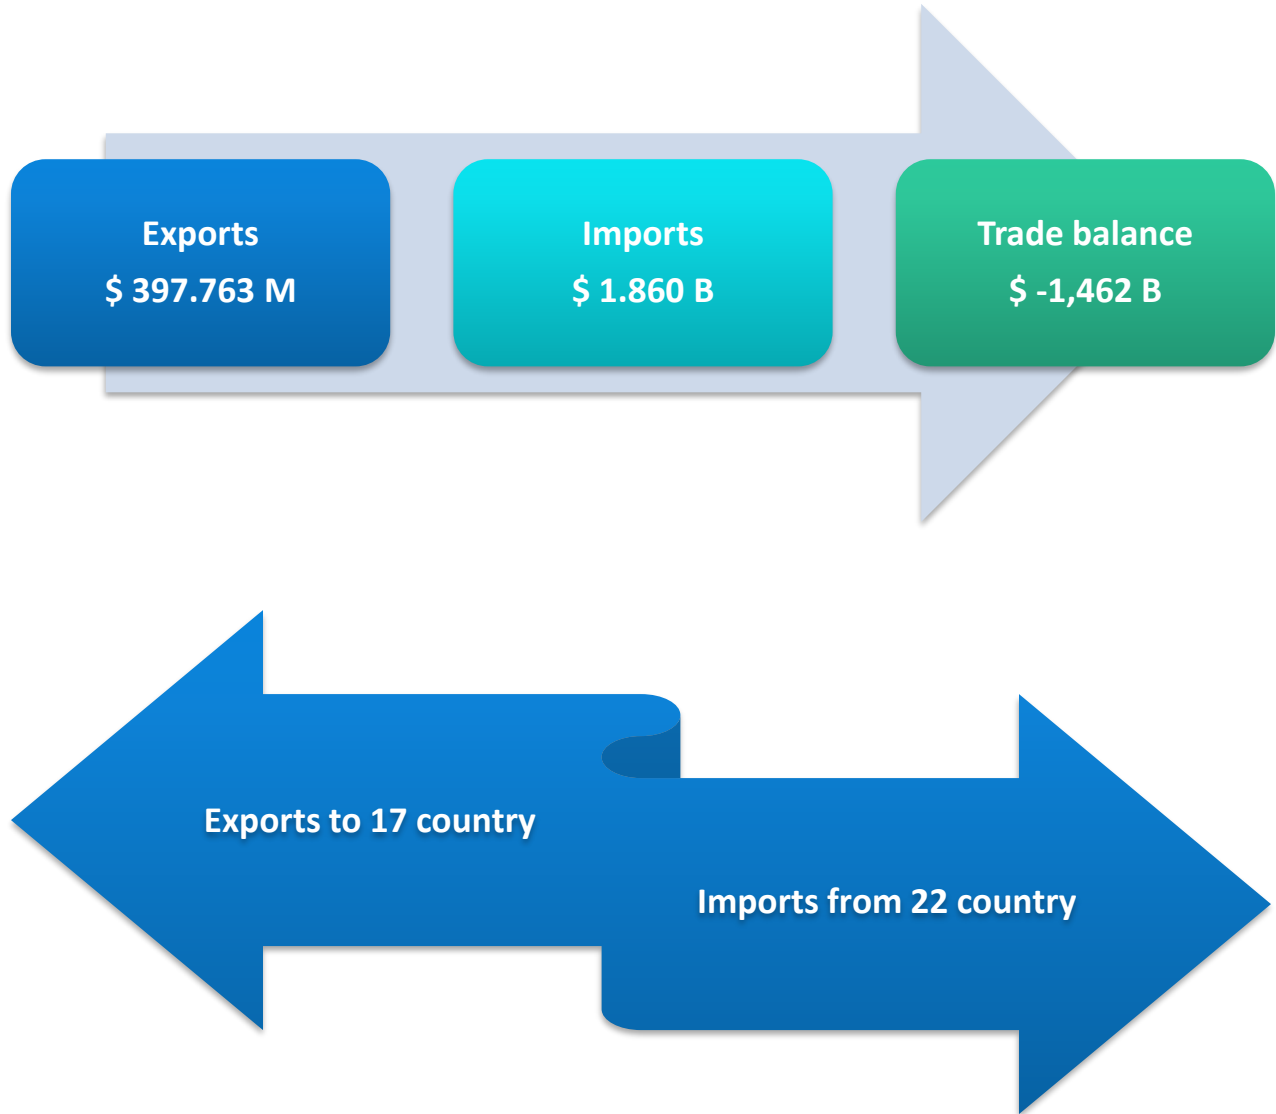 Exports
$ 397.763 M
Imports
$ 1.860 B
Trade balance
$ -1,462 B
Exports to 17 country
Imports from 22 country